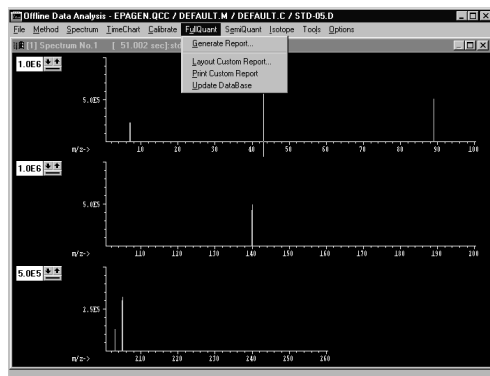 Offline Data Analysis - EPAGEN.QCC / DEFAULT.M / DEFAULT.C / STD-05.D
File Method Spectrum TimeChart Calibrate FullQuant SemiQuant Isotope Tools Options
[1] Spectrum No.1 [ 51.002 sec]:std
Generate Report...
Layout Custom Report...
Print Custom Report
Update DataBase
1.0E6
5.0E5
m/z-> 10 20 30 40 50 60 70 80 90 100
1.0E6
5.0E5
m/z-> 110 120 130 140 150 160 170 180 190 200
5.0E5
2.5E5
m/z-> 210 220 230 240 250 260